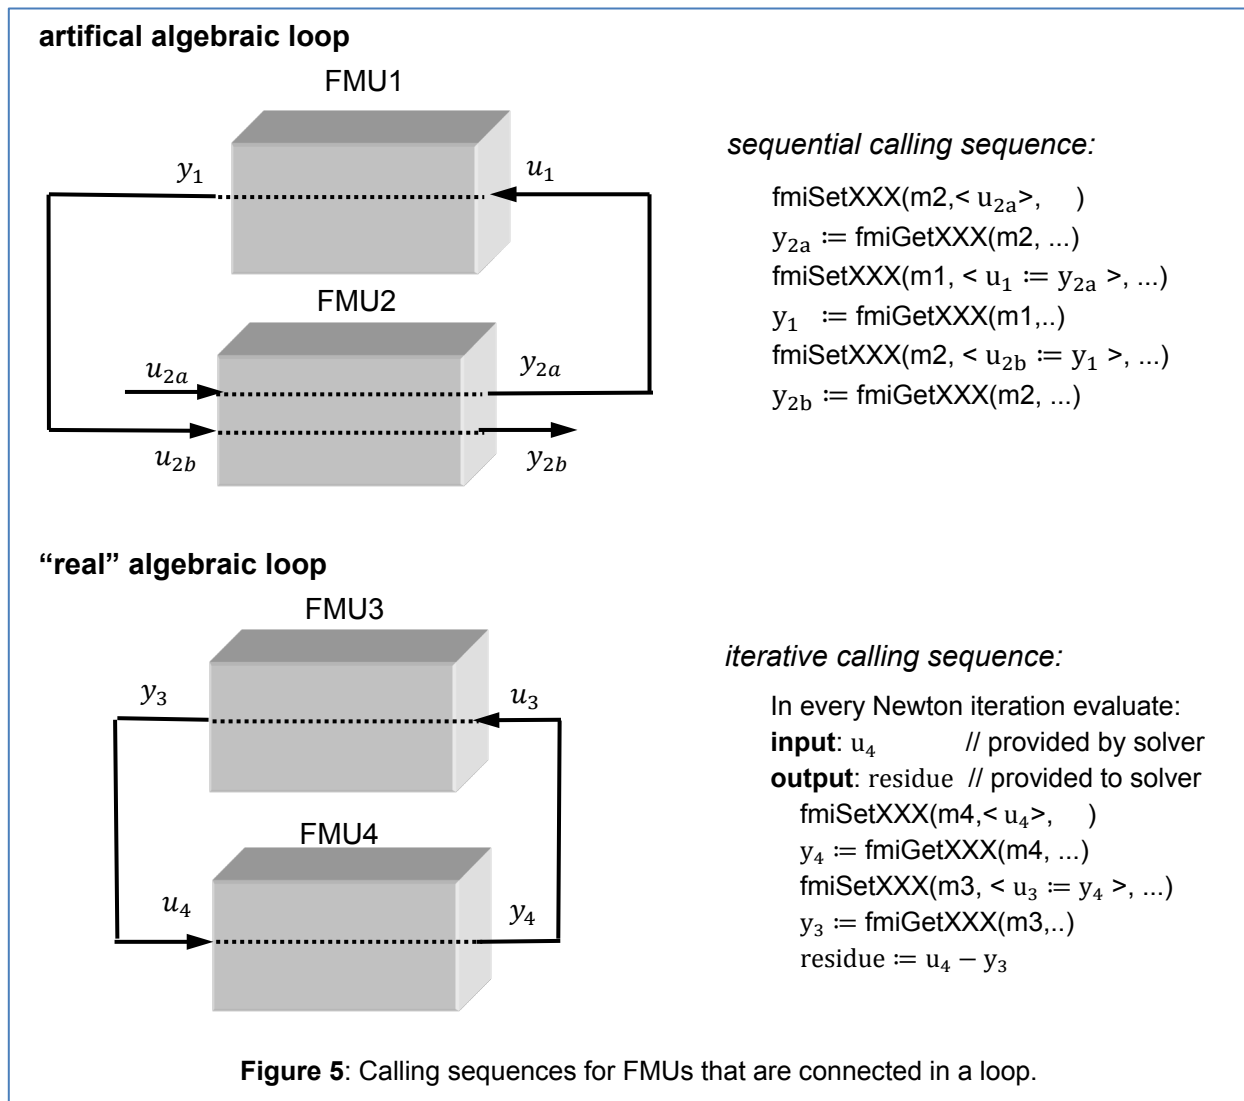 artifical algebraic loop
FMU1
y₁
u₁
FMU2
u₂ₐ
y₂ₐ
u₂b
y₂b
sequential calling sequence:
fmiSetXXX(m2,< u₂ₐ>, )
y₂ₐ ≔ fmiGetXXX(m2, ...)
fmiSetXXX(m1, < u₁ ≔ y₂ₐ >, ...)
y₁ ≔ fmiGetXXX(m1,..)
fmiSetXXX(m2, < u₂b ≔ y₁ >, ...)
y₂b ≔ fmiGetXXX(m2, ...)
“real” algebraic loop
FMU3
y₃
u₃
FMU4
u₄
y₄
iterative calling sequence:
In every Newton iteration evaluate:
input: u₄ // provided by solver
output: residue // provided to solver
fmiSetXXX(m4,< u₄>, )
y₄ ≔ fmiGetXXX(m4, ...)
fmiSetXXX(m3, < u₃ ≔ y₄ >, ...)
y₃ ≔ fmiGetXXX(m3,..)
residue ≔ u₄ − y₃
Figure 5: Calling sequences for FMUs that are connected in a loop.